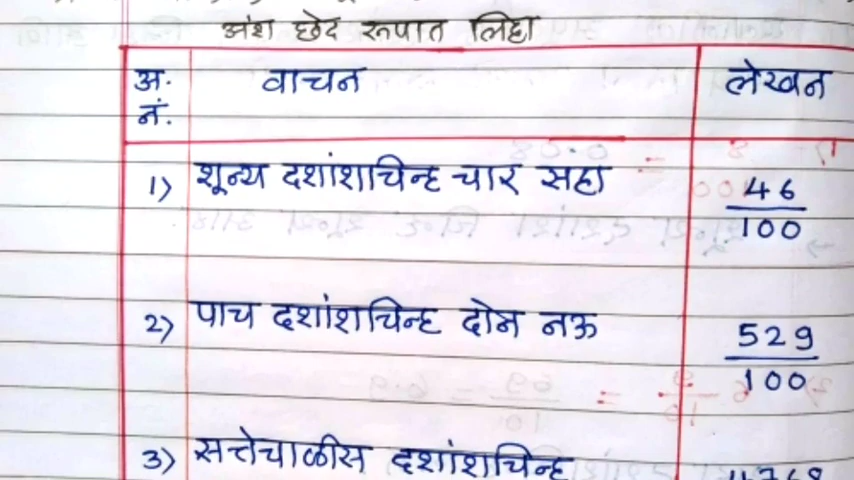 अंश छेद रूपात लिहा
अ. नं.
वाचन
लेखन
1) शून्य दशांशचिन्ह चार सहा
46
100
2) पाच दशांशचिन्ह दोन नऊ
529
100
3) सत्तेचाळीस दशांशचिन्ह